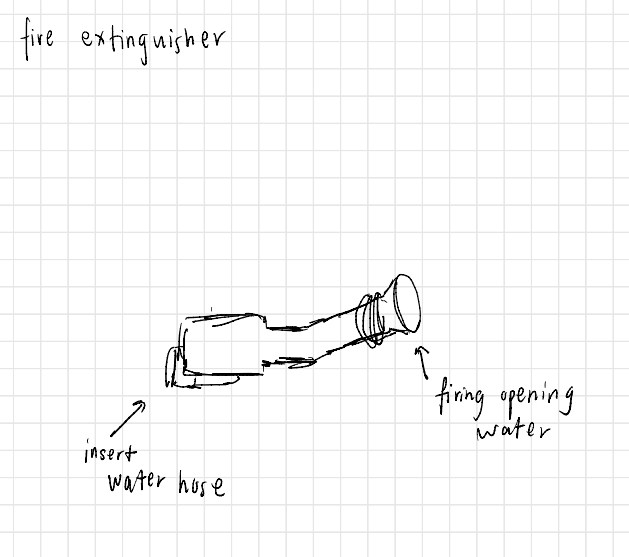 fire extinguisher
firing opening
water
insert
water hose